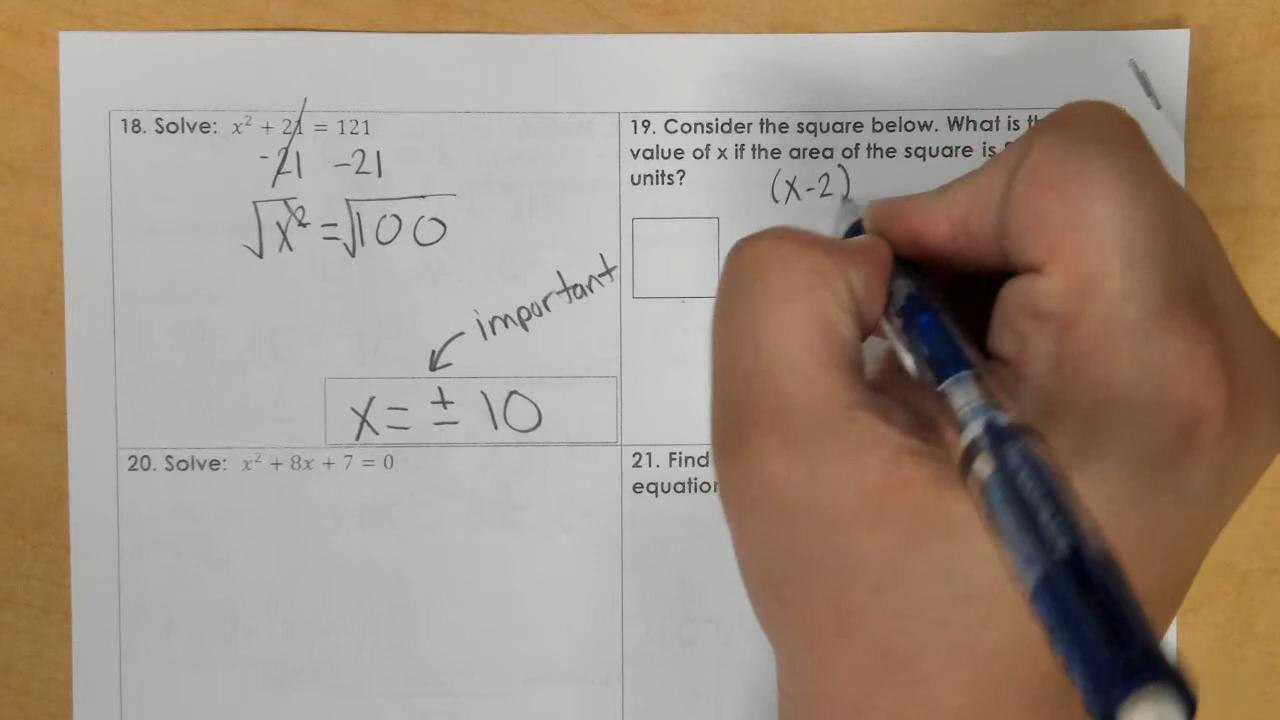 18. Solve: x² + 21 = 121
-21 -21
√x² = √100
important
x = ± 10
19. Consider the square below. What is
value of x if the area of the square is
units?
(x-2)
20. Solve: x² + 8x + 7 = 0
21. Find